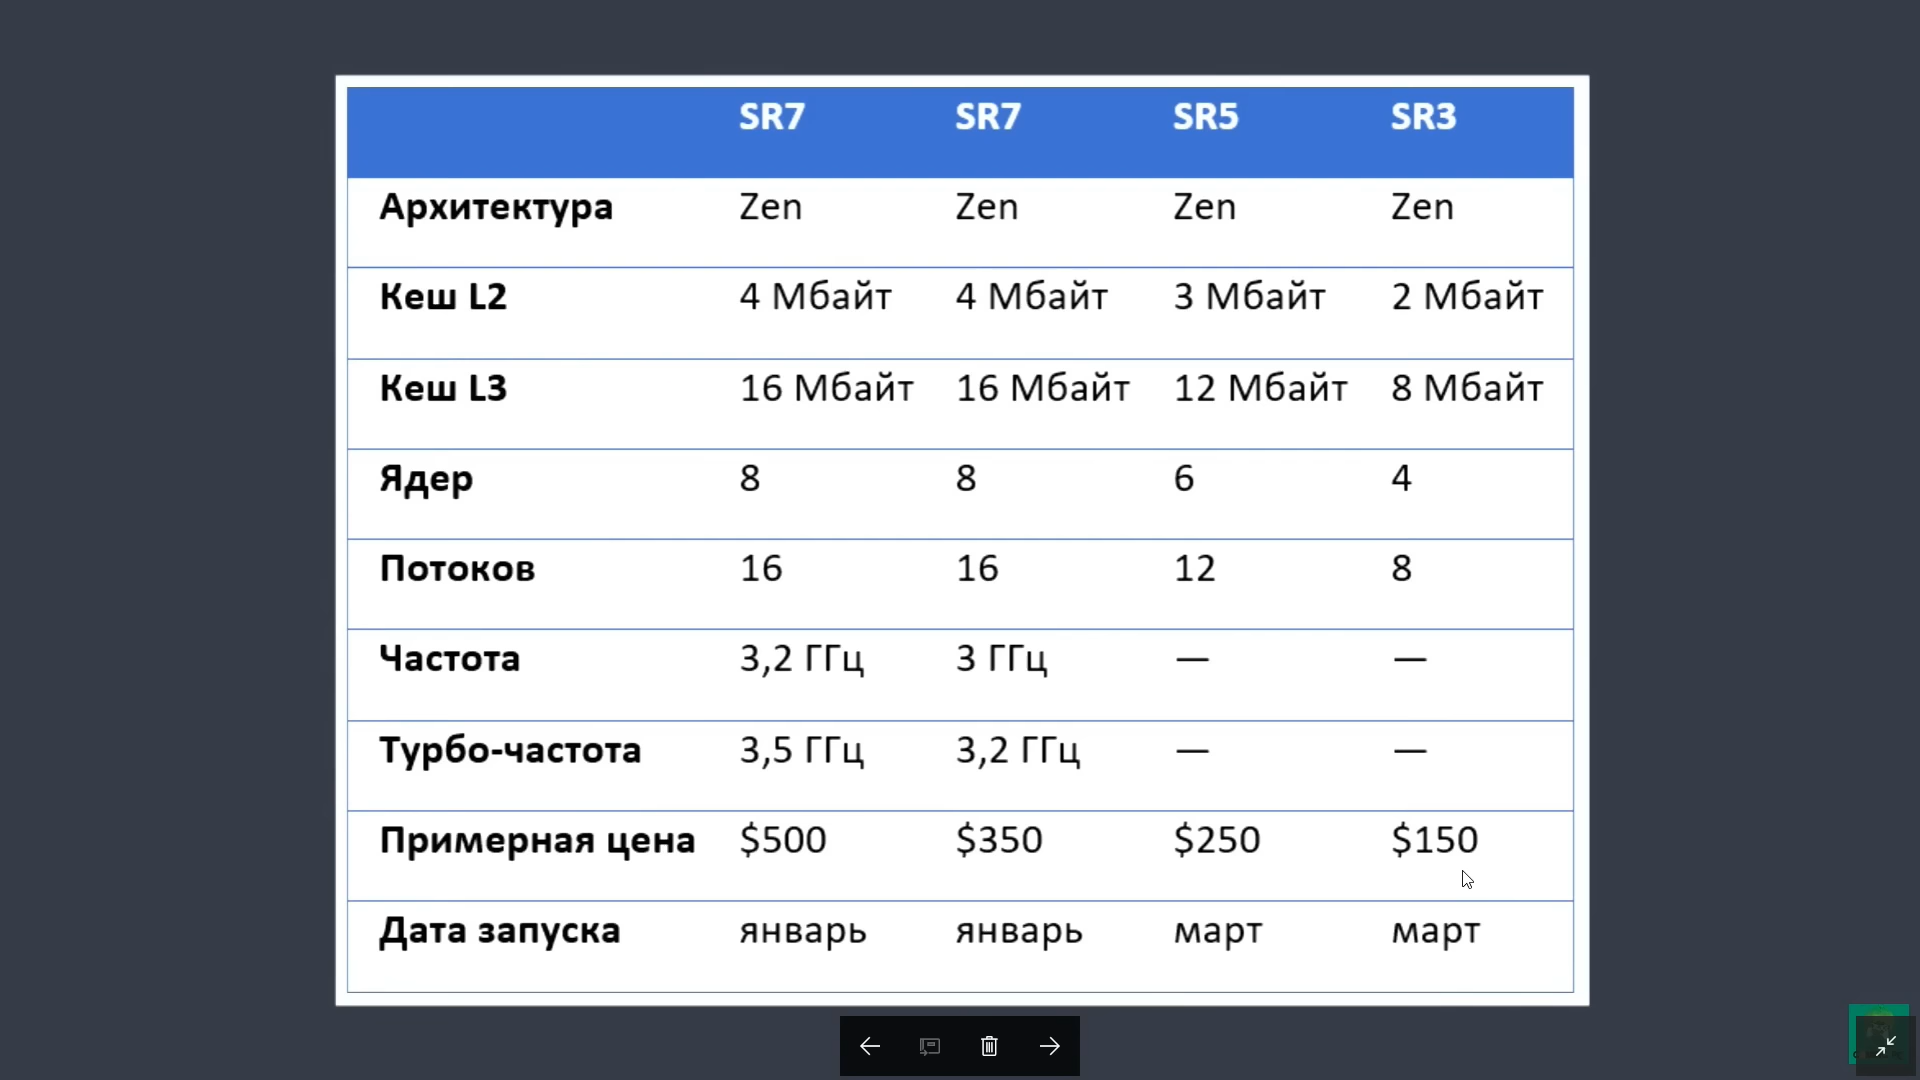 SR7 SR7 SR5 SR3
Архитектура Zen Zen Zen Zen
Кеш L2 4 Мбайт 4 Мбайт 3 Мбайт 2 Мбайт
Кеш L3 16 Мбайт 16 Мбайт 12 Мбайт 8 Мбайт
Ядер 8 8 6 4
Потоков 16 16 12 8
Частота 3,2 ГГц 3 ГГц — —
Турбо-частота 3,5 ГГц 3,2 ГГц — —
Примерная цена $500 $350 $250 $150
Дата запуска январь январь март март